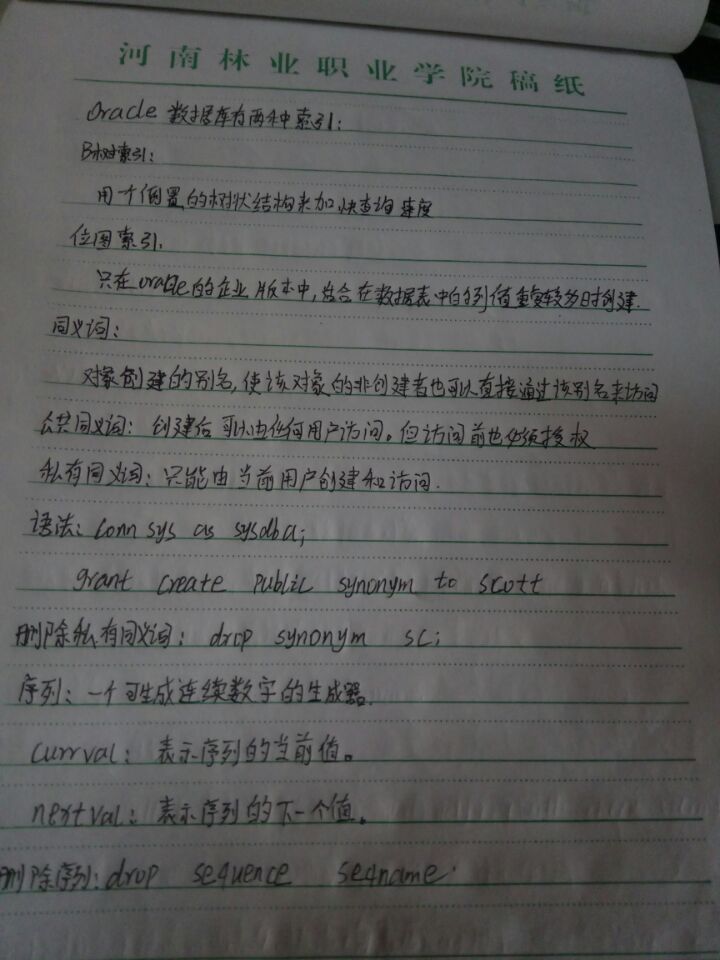 河南林业职业学院稿纸
Oracle 数据库有两种索引:
B树索引:
用个倒置的树状结构来加快查询速度
位图索引:
只在oracle的企业版本中,适合在数据表中的列值重复较多时创建.
同义词:
对象创建的别名,使该对象的非创建者也可以直接通过该别名来访问
公共同义词:创建后可以由任何用户访问。但访问前也必须授权
私有同义词:只能由当前用户创建和访问.
语法:Conn sys as sysdba;
grant create public synonym to scott
删除私有同义词:drop synonym sc;
序列:一个可生成连续数字的生成器.
currval:表示序列的当前值。
nextval:表示序列的下一个值。
删除序列:drop sequence seqname.